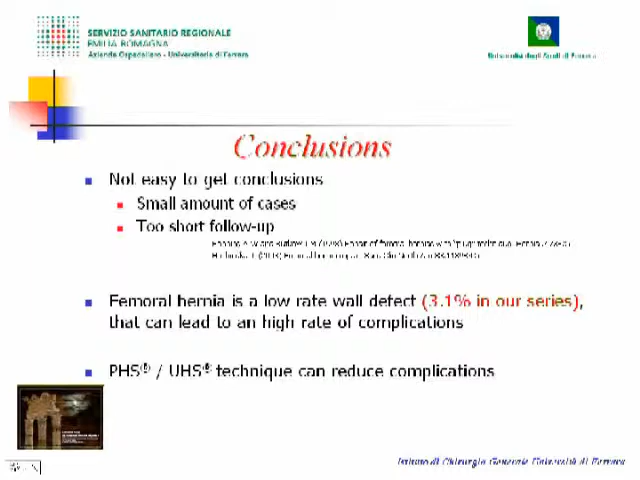 SERVIZIO SANITARIO REGIONALE
EMILIA ROMAGNA
Azienda Ospedaliero - Universitaria di Ferrara
Università degli Studi di Ferrara
Conclusions
Not easy to get conclusions
Small amount of cases
Too short follow-up
Femoral hernia is a low rate wall defect (3.1% in our series),
that can lead to an high rate of complications
PHS® / UHS® technique can reduce complications
Istituto di Chirurgia Generale Università di Ferrara